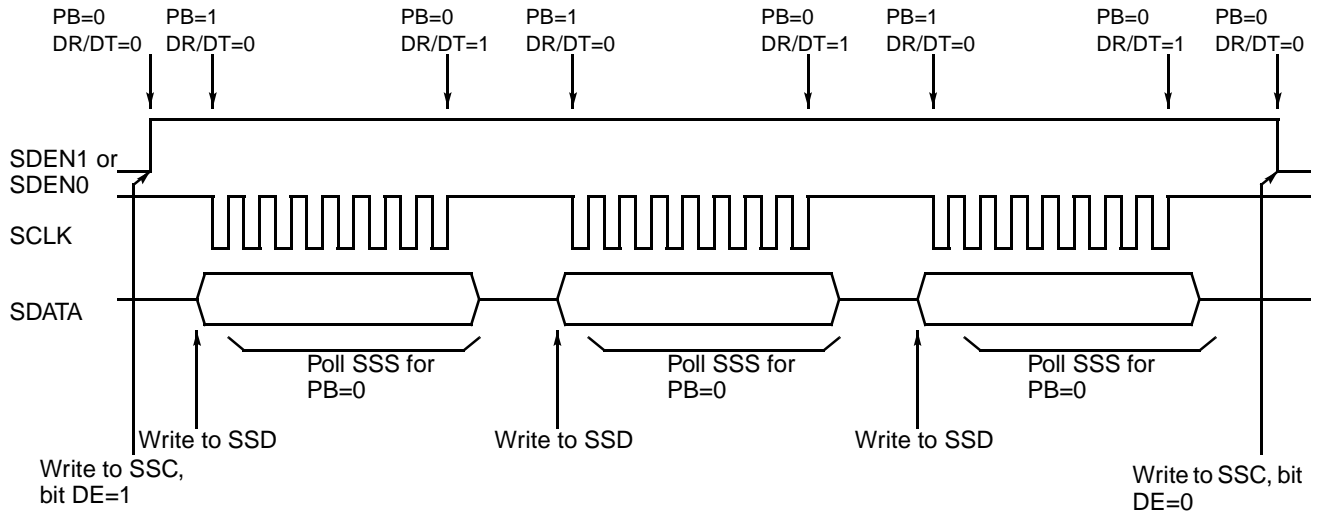 PB=0 PB=1 PB=0 PB=1 PB=0 PB=1 PB=0 PB=0
DR/DT=0 DR/DT=0 DR/DT=1 DR/DT=0 DR/DT=1 DR/DT=0 DR/DT=1 DR/DT=0
SDEN1 or
SDEN0
SCLK
SDATA
Poll SSS for
PB=0
Poll SSS for
PB=0
Poll SSS for
PB=0
Write to SSD
Write to SSD
Write to SSD
Write to SSC,
bit DE=1
Write to SSC, bit
DE=0